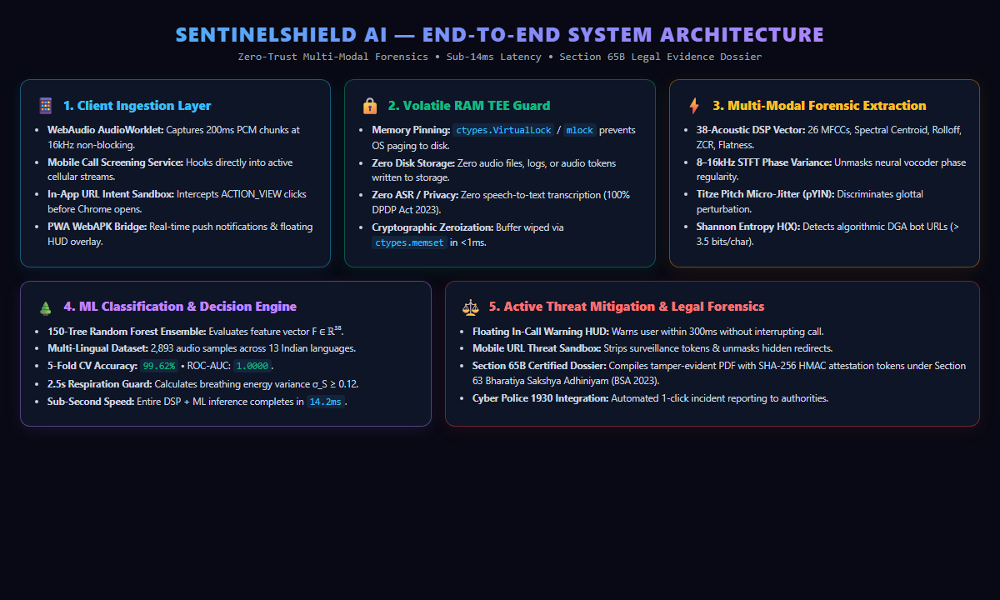 SENTINELSHIELD AI — END-TO-END SYSTEM ARCHITECTURE
Zero-Trust Multi-Modal Forensics • Sub-14ms Latency • Section 65B Legal Evidence Dossier
1. Client Ingestion Layer
• WebAudio AudioWorklet: Captures 200ms PCM chunks at
16kHz non-blocking.
• Mobile Call Screening Service: Hooks directly into active
cellular streams.
• In-App URL Intent Sandbox: Intercepts ACTION_VIEW clicks
before Chrome opens.
• PWA WebAPK Bridge: Real-time push notifications & floating
HUD overlay.
2. Volatile RAM TEE Guard
• Memory Pinning: ctypes.VirtualLock / mlock prevents
OS paging to disk.
• Zero Disk Storage: Zero audio files, logs, or audio tokens
written to storage.
• Zero ASR / Privacy: Zero speech-to-text transcription (100%
DPDP Act 2023).
• Cryptographic Zeroization: Buffer wiped via
ctypes.memset in <1ms.
3. Multi-Modal Forensic Extraction
• 38-Acoustic DSP Vector: 26 MFCCs, Spectral Centroid, Rolloff,
ZCR, Flatness.
• 8–16kHz STFT Phase Variance: Unmasks neural vocoder phase
regularity.
• Titze Pitch Micro-Jitter (pYIN): Discriminates glottal
perturbation.
• Shannon Entropy H(X): Detects algorithmic DGA bot URLs (>
3.5 bits/char).
4. ML Classification & Decision Engine
• 150-Tree Random Forest Ensemble: Evaluates feature vector F ∈ ℝ³⁸.
• Multi-Lingual Dataset: 2,893 audio samples across 13 Indian languages.
• 5-Fold CV Accuracy: 99.62% • ROC-AUC: 1.0000.
• 2.5s Respiration Guard: Calculates breathing energy variance σ_S ≥ 0.12.
• Sub-Second Speed: Entire DSP + ML inference completes in 14.2ms.
5. Active Threat Mitigation & Legal Forensics
• Floating In-Call Warning HUD: Warns user within 300ms without interrupting call.
• Mobile URL Threat Sandbox: Strips surveillance tokens & unmasks hidden redirects.
• Section 65B Certified Dossier: Compiles tamper-evident PDF with SHA-256 HMAC attestation tokens under Section
63 Bharatiya Sakshya Adhiniyam (BSA 2023).
• Cyber Police 1930 Integration: Automated 1-click incident reporting to authorities.